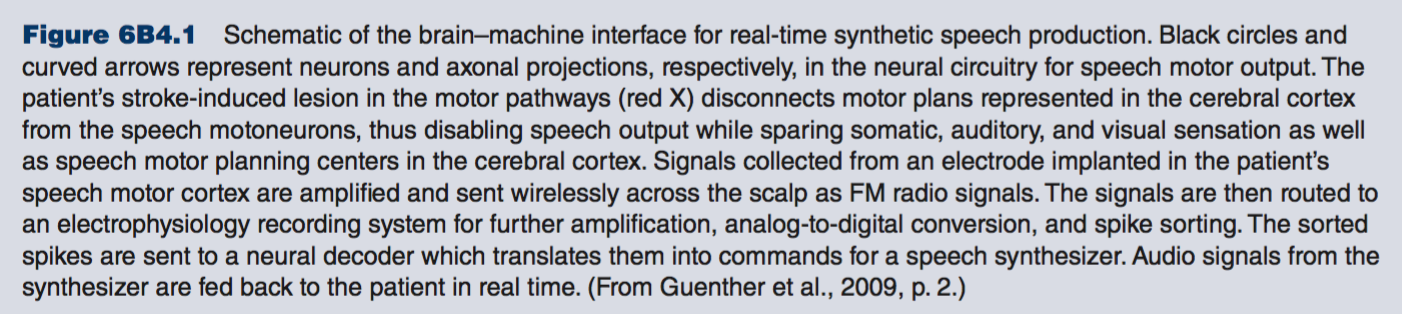 Figure 6B4.1 Schematic of the brain–machine interface for real-time synthetic speech production. Black circles and
curved arrows represent neurons and axonal projections, respectively, in the neural circuitry for speech motor output. The
patient’s stroke-induced lesion in the motor pathways (red X) disconnects motor plans represented in the cerebral cortex
from the speech motoneurons, thus disabling speech output while sparing somatic, auditory, and visual sensation as well
as speech motor planning centers in the cerebral cortex. Signals collected from an electrode implanted in the patient’s
speech motor cortex are amplified and sent wirelessly across the scalp as FM radio signals. The signals are then routed to
an electrophysiology recording system for further amplification, analog-to-digital conversion, and spike sorting. The sorted
spikes are sent to a neural decoder which translates them into commands for a speech synthesizer. Audio signals from the
synthesizer are fed back to the patient in real time. (From Guenther et al., 2009, p. 2.)